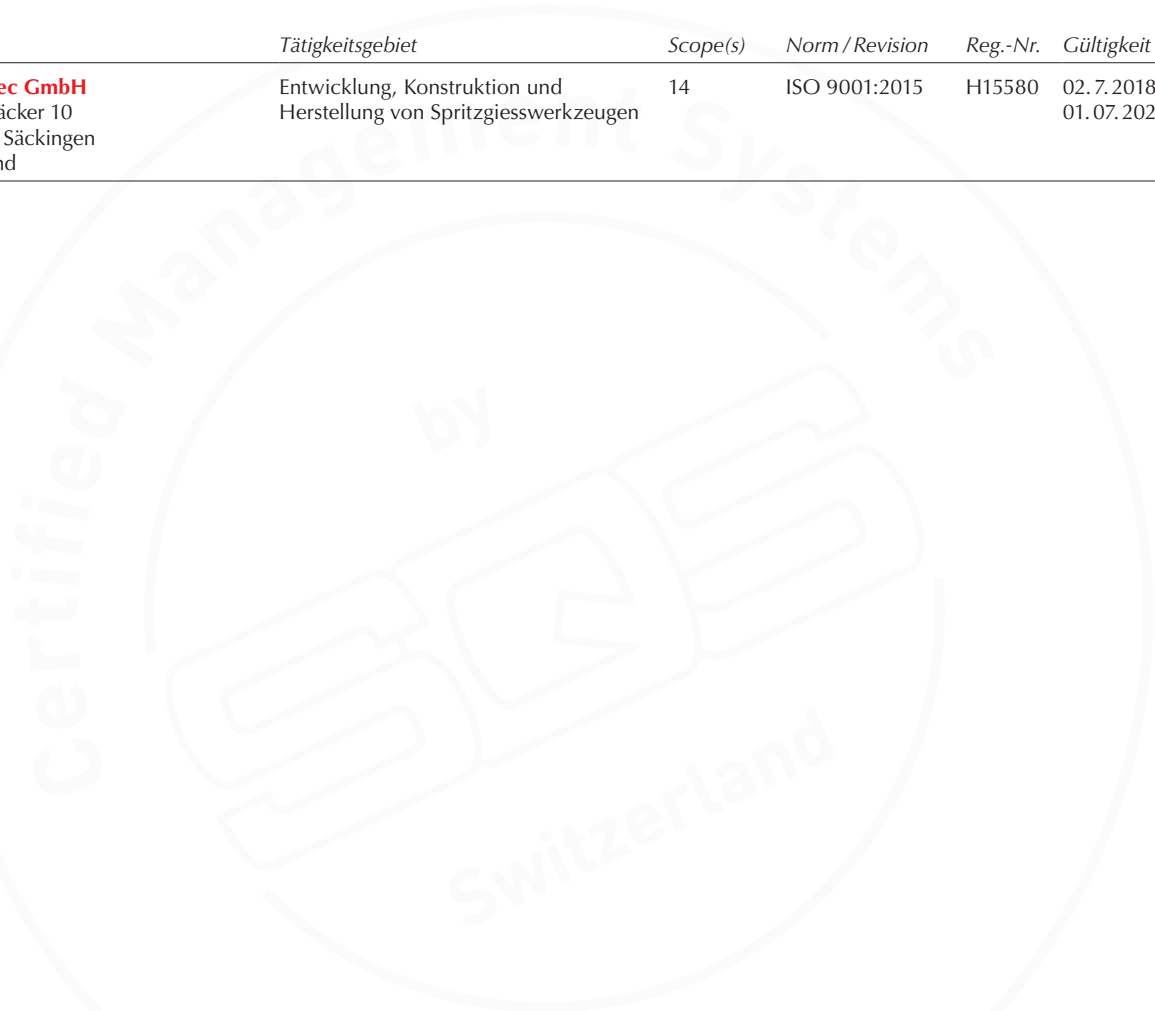 Tätigkeitsgebiet Scope(s) Norm / Revision Reg.-Nr. Gültigkeit
ec GmbH Entwicklung, Konstruktion und 14 ISO 9001:2015 H15580 02. 7. 2018
äcker 10 Herstellung von Spritzgiesswerkzeugen 01. 07. 202
Säckingen
nd
Certified Management Systems
by
SQS
Switzerland